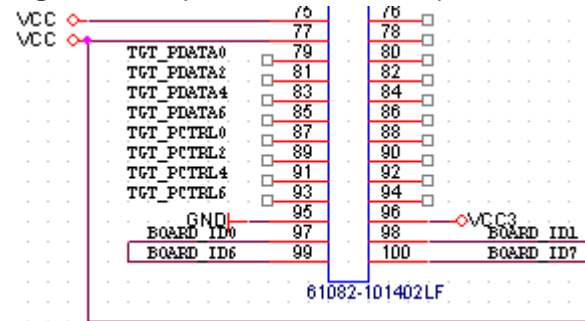 VCC 75 76
VCC 77 78
TGT_PDATA0 79 80
TGT_PDATA2 81 82
TGT_PDATA4 83 84
TGT_PDATA6 85 86
TGT_PCTRL0 87 88
TGT_PCTRL2 89 90
TGT_PCTRL4 91 92
TGT_PCTRL6 93 94
GND 95 96 VCC3
BOARD_ID0 97 98 BOARD_ID1
BOARD_ID6 99 100 BOARD_ID7
61082-101402LF